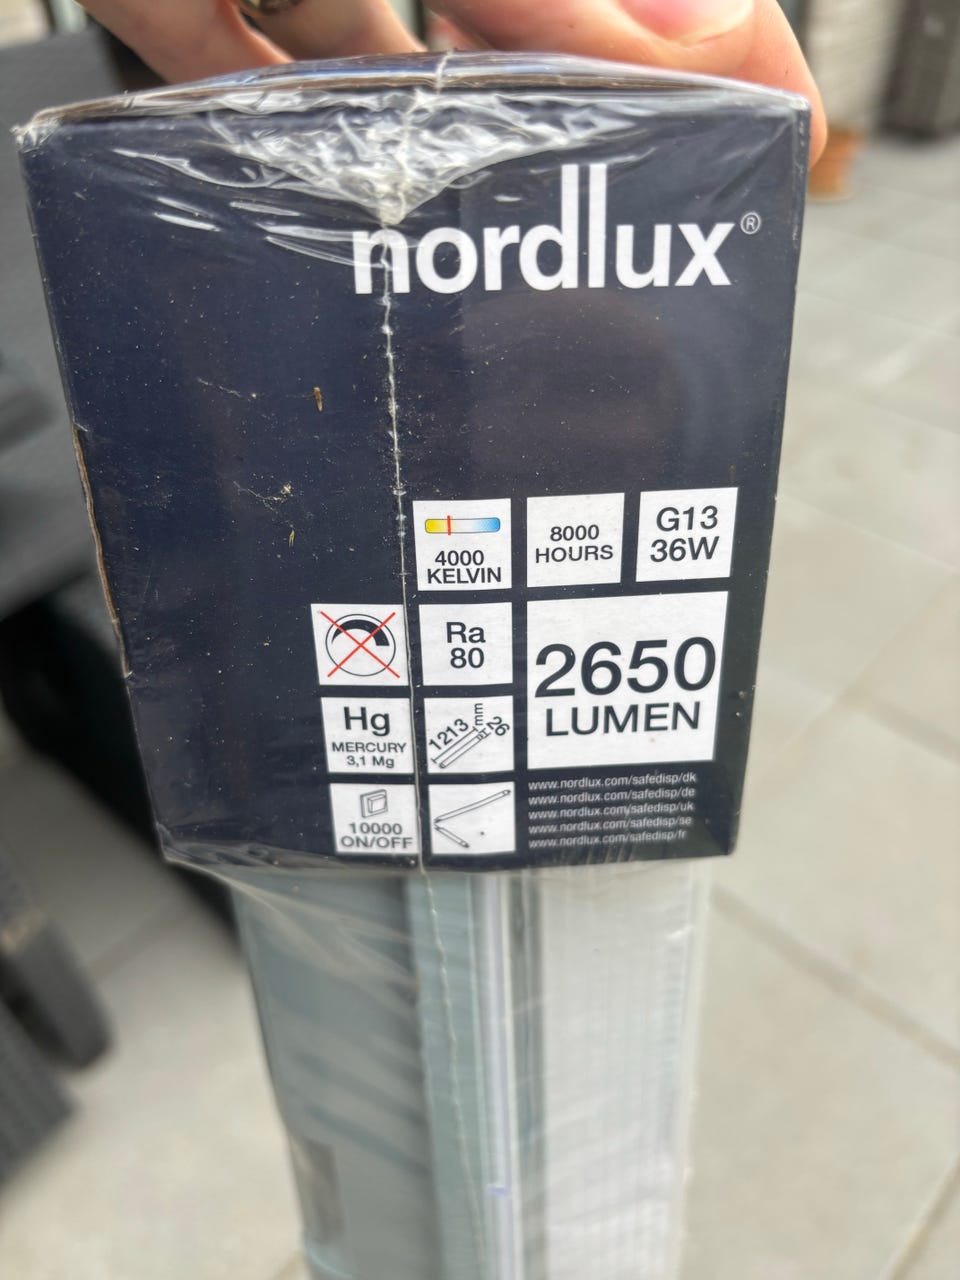 nordlux®
4000
KELVIN
8000
HOURS
G13
36W
Ra
80
2650
LUMEN
Hg
MERCURY
3,1 Mg
1213
mm
26
10000
ON/OFF
www.nordlux.com/safedisp/dk
www.nordlux.com/safedisp/de
www.nordlux.com/safedisp/uk
www.nordlux.com/safedisp/se
www.nordlux.com/safedisp/fr